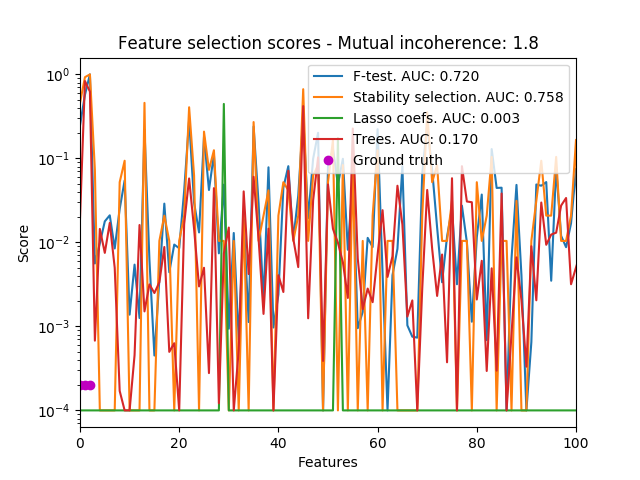 Feature selection scores - Mutual incoherence: 1.8
F-test. AUC: 0.720
Stability selection. AUC: 0.758
Lasso coefs. AUC: 0.003
Trees. AUC: 0.170
Ground truth
Score
10⁰
10⁻¹
10⁻²
10⁻³
10⁻⁴
0 20 40 60 80 100
Features